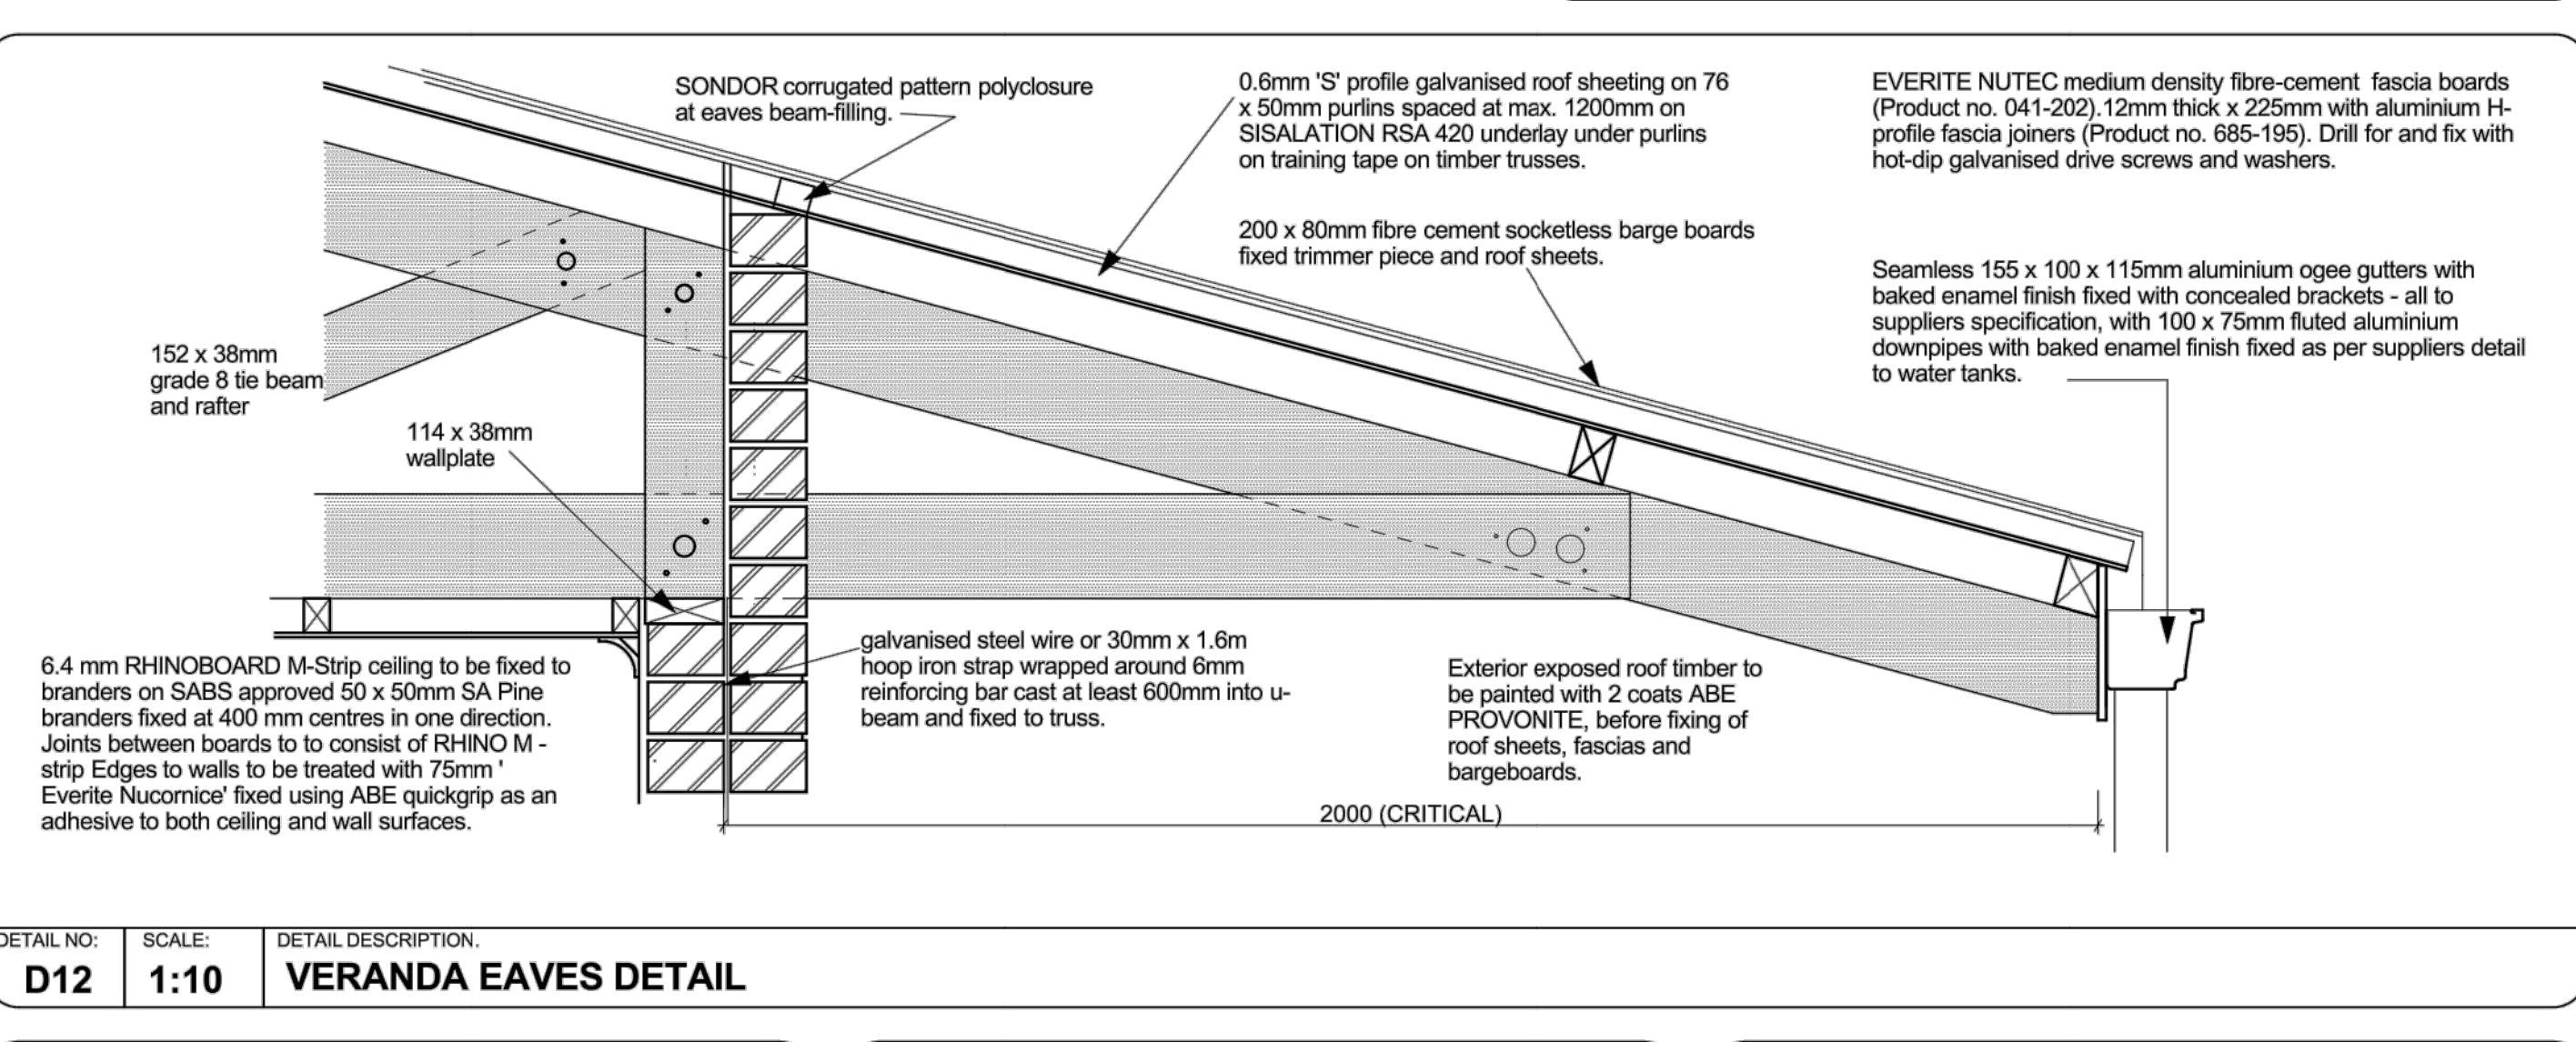 SONDOR corrugated pattern polyclosure
at eaves beam-filling.
0.6mm 'S' profile galvanised roof sheeting on 76
x 50mm purlins spaced at max. 1200mm on
SISALATION RSA 420 underlay under purlins
on training tape on timber trusses.
EVERITE NUTEC medium density fibre-cement fascia boards
(Product no. 041-202).12mm thick x 225mm with aluminium H-
profile fascia joiners (Product no. 685-195). Drill for and fix with
hot-dip galvanised drive screws and washers.
200 x 80mm fibre cement socketless barge boards
fixed trimmer piece and roof sheets.
Seamless 155 x 100 x 115mm aluminium ogee gutters with
baked enamel finish fixed with concealed brackets - all to
suppliers specification, with 100 x 75mm fluted aluminium
downpipes with baked enamel finish fixed as per suppliers detail
to water tanks.
152 x 38mm
grade 8 tie beam
and rafter
114 x 38mm
wallplate
6.4 mm RHINOBOARD M-Strip ceiling to be fixed to
branders on SABS approved 50 x 50mm SA Pine
branders fixed at 400 mm centres in one direction.
Joints between boards to to consist of RHINO M -
strip Edges to walls to be treated with 75mm '
Everite Nucornice' fixed using ABE quickgrip as an
adhesive to both ceiling and wall surfaces.
galvanised steel wire or 30mm x 1.6m
hoop iron strap wrapped around 6mm
reinforcing bar cast at least 600mm into u-
beam and fixed to truss.
Exterior exposed roof timber to
be painted with 2 coats ABE
PROVONITE, before fixing of
roof sheets, fascias and
bargeboards.
2000 (CRITICAL)
DETAIL NO:
D12
SCALE:
1:10
DETAIL DESCRIPTION.
VERANDA EAVES DETAIL